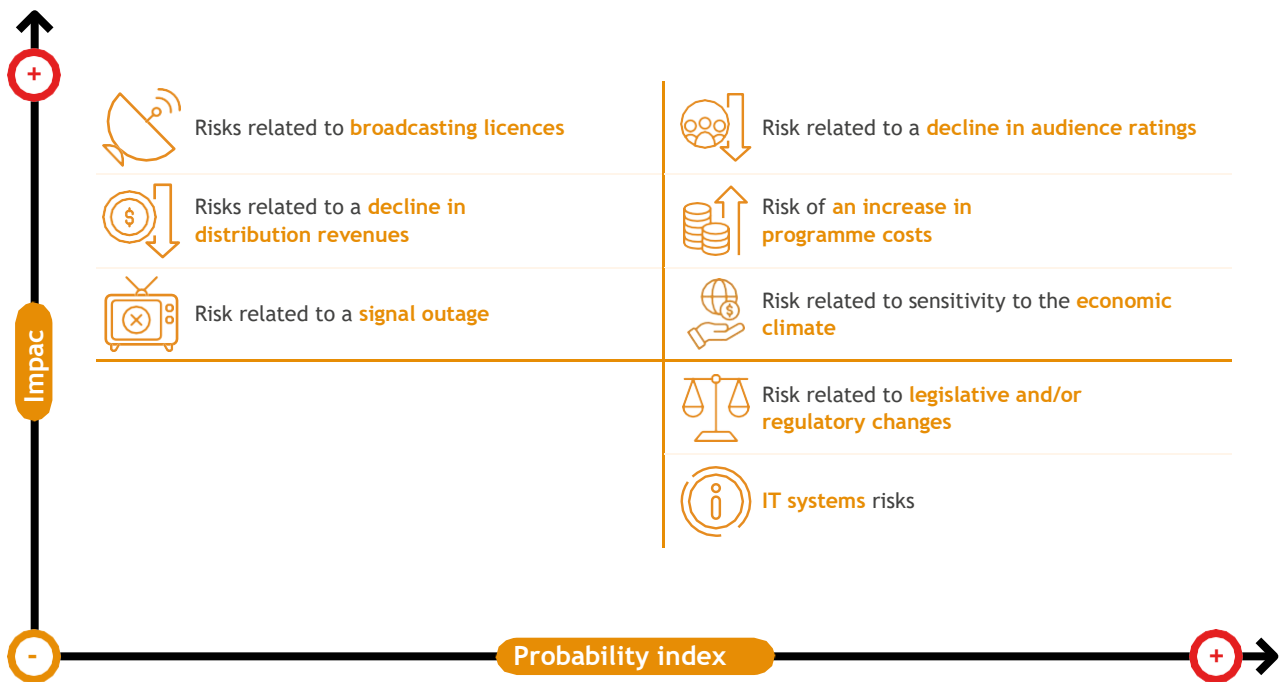 +
Risks related to broadcasting licences
Risks related to a decline in
distribution revenues
$
Risk related to a signal outage
Risk related to a decline in audience ratings
Risk of an increase in
programme costs
Risk related to sensitivity to the economic
climate
$
Risk related to legislative and/or
regulatory changes
IT systems risks
i
Impac
-
Probability index
+